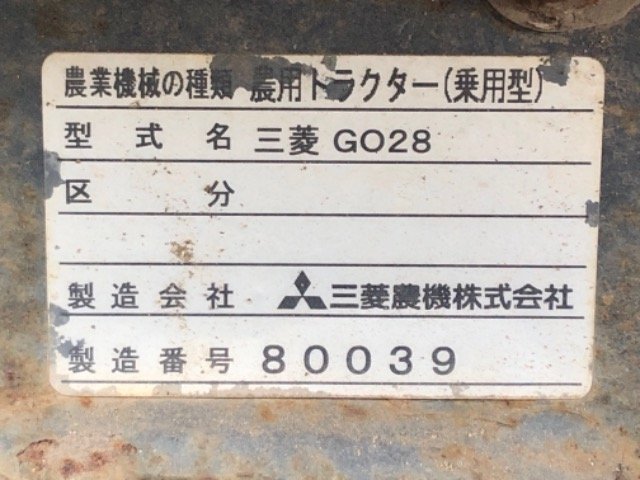 農業機械の種類 農用トラクター(乗用型)
型式名 三菱 GO28
区分
製造会社 三菱農機株式会社
製造番号 80039